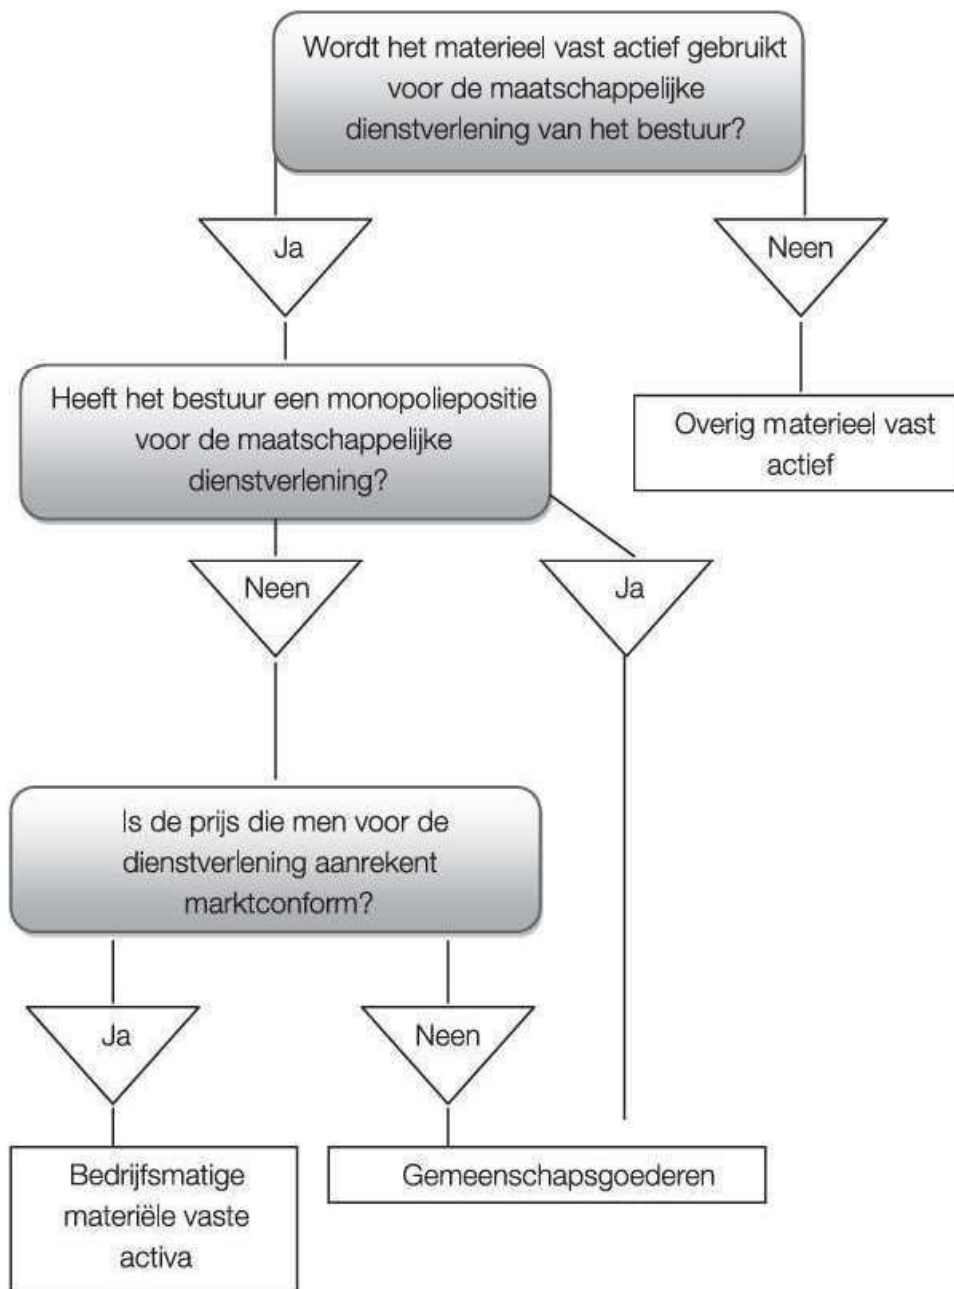 Wordt het materieel vast actief gebruikt
voor de maatschappelijke
dienstverlening van het bestuur?
Ja
Neen
Heeft het bestuur een monopoliepositie
voor de maatschappelijke
dienstverlening?
Overig materieel vast
actief
Neen
Ja
Is de prijs die men voor de
dienstverlening aanrekent
marktconform?
Ja
Neen
Bedrijfsmatige
materiële vaste
activa
Gemeenschapsgoederen